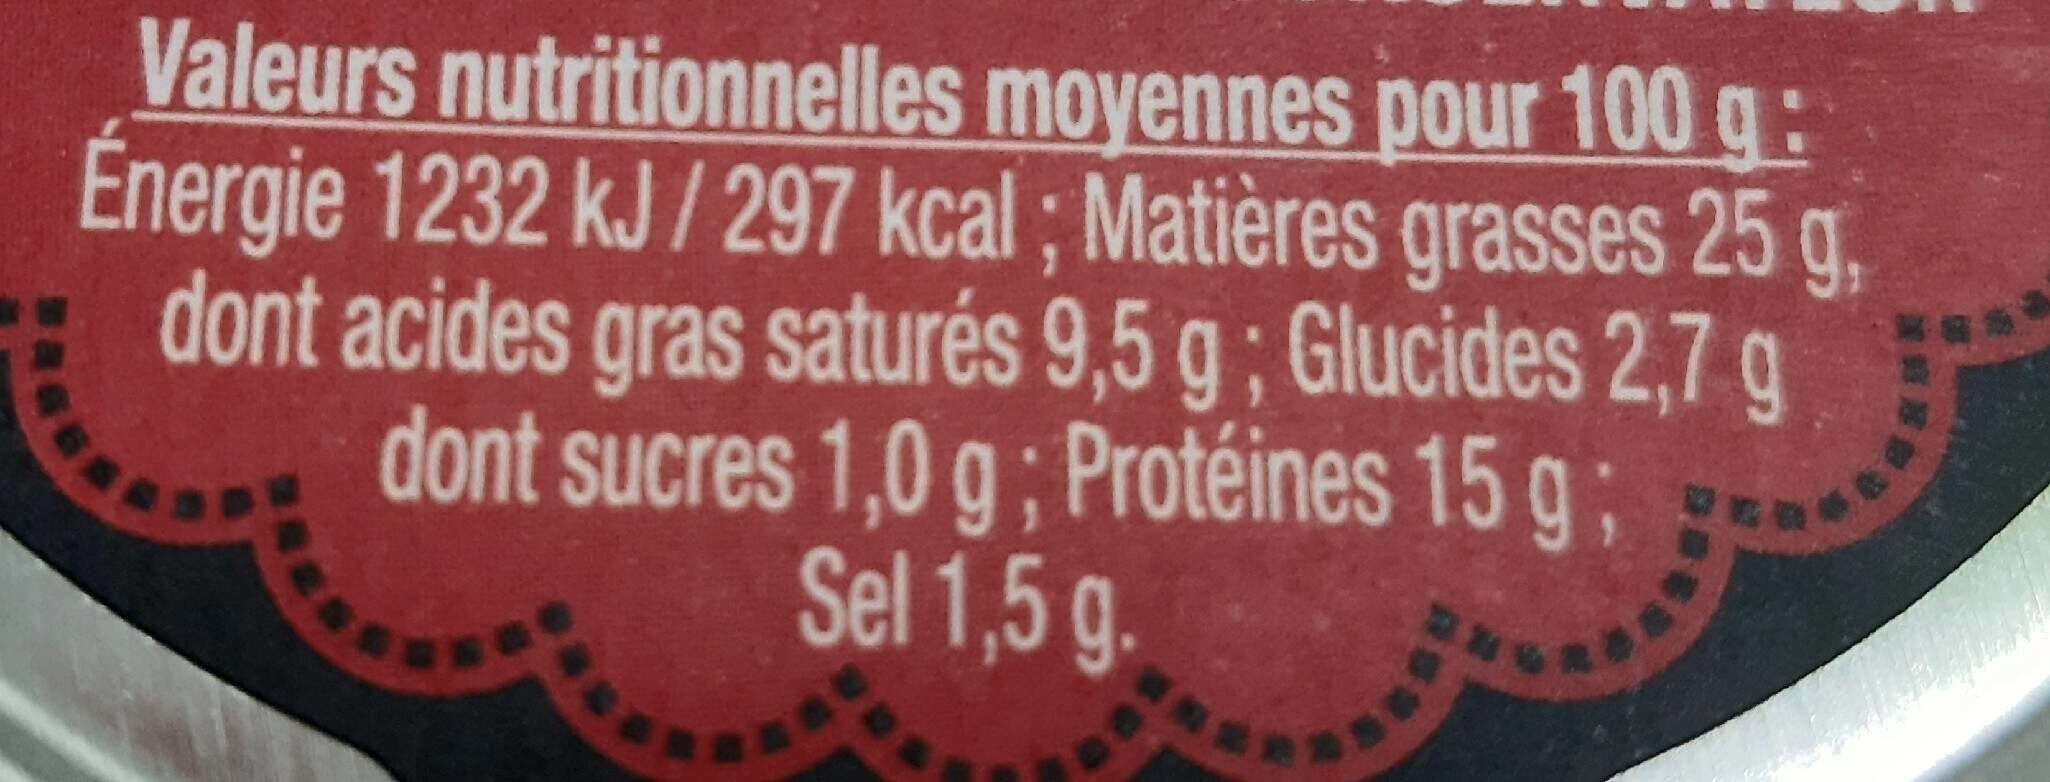 Valeurs nutritionnelles moyennes pour 100 g :
Énergie 1232 kJ / 297 kcal ; Matières grasses 25 g,
dont acides gras saturés 9,5 g ; Glucides 2,7 g
dont sucres 1,0 g ; Protéines 15 g ;
Sel 1,5 g.